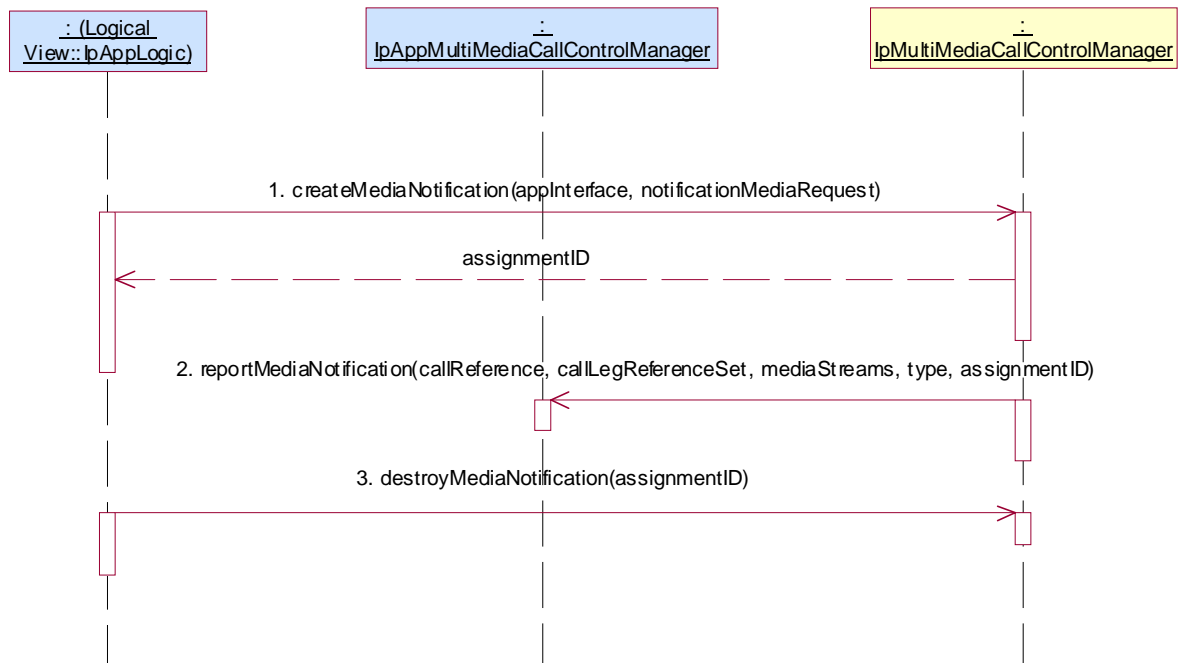 : (Logical
View::IpAppLogic)
:
IpAppMultiMediaCallControlManager
:
IpMultiMediaCallControlManager
1. createMediaNotification(appInterface, notificationMediaRequest)
assignmentID
2. reportMediaNotification(callReference, callLegReferenceSet, mediaStreams, type, assignmentID)
3. destroyMediaNotification(assignmentID)